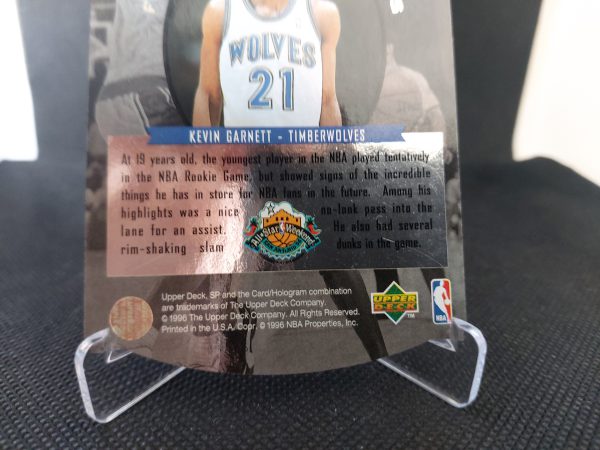 WOLVES
21
KEVIN GARNETT - TIMBERWOLVES
At 19 years old, the youngest player in the NBA played tentatively
in the NBA Rookie Game, but showed signs of the incredible
things he has in store for NBA fans in the future. Among his
highlights was a nice no-look pass into the
lane for an assist. He also had several
rim-shaking slam dunks in the game.
All-Star Weekend
Upper Deck, SP and the Card/Hologram combination
are trademarks of The Upper Deck Company.
© 1996 The Upper Deck Company. All Rights Reserved.
Printed in the U.S.A. Copr. © 1996 NBA Properties, Inc.
UPPER
DECK
TM
NBA